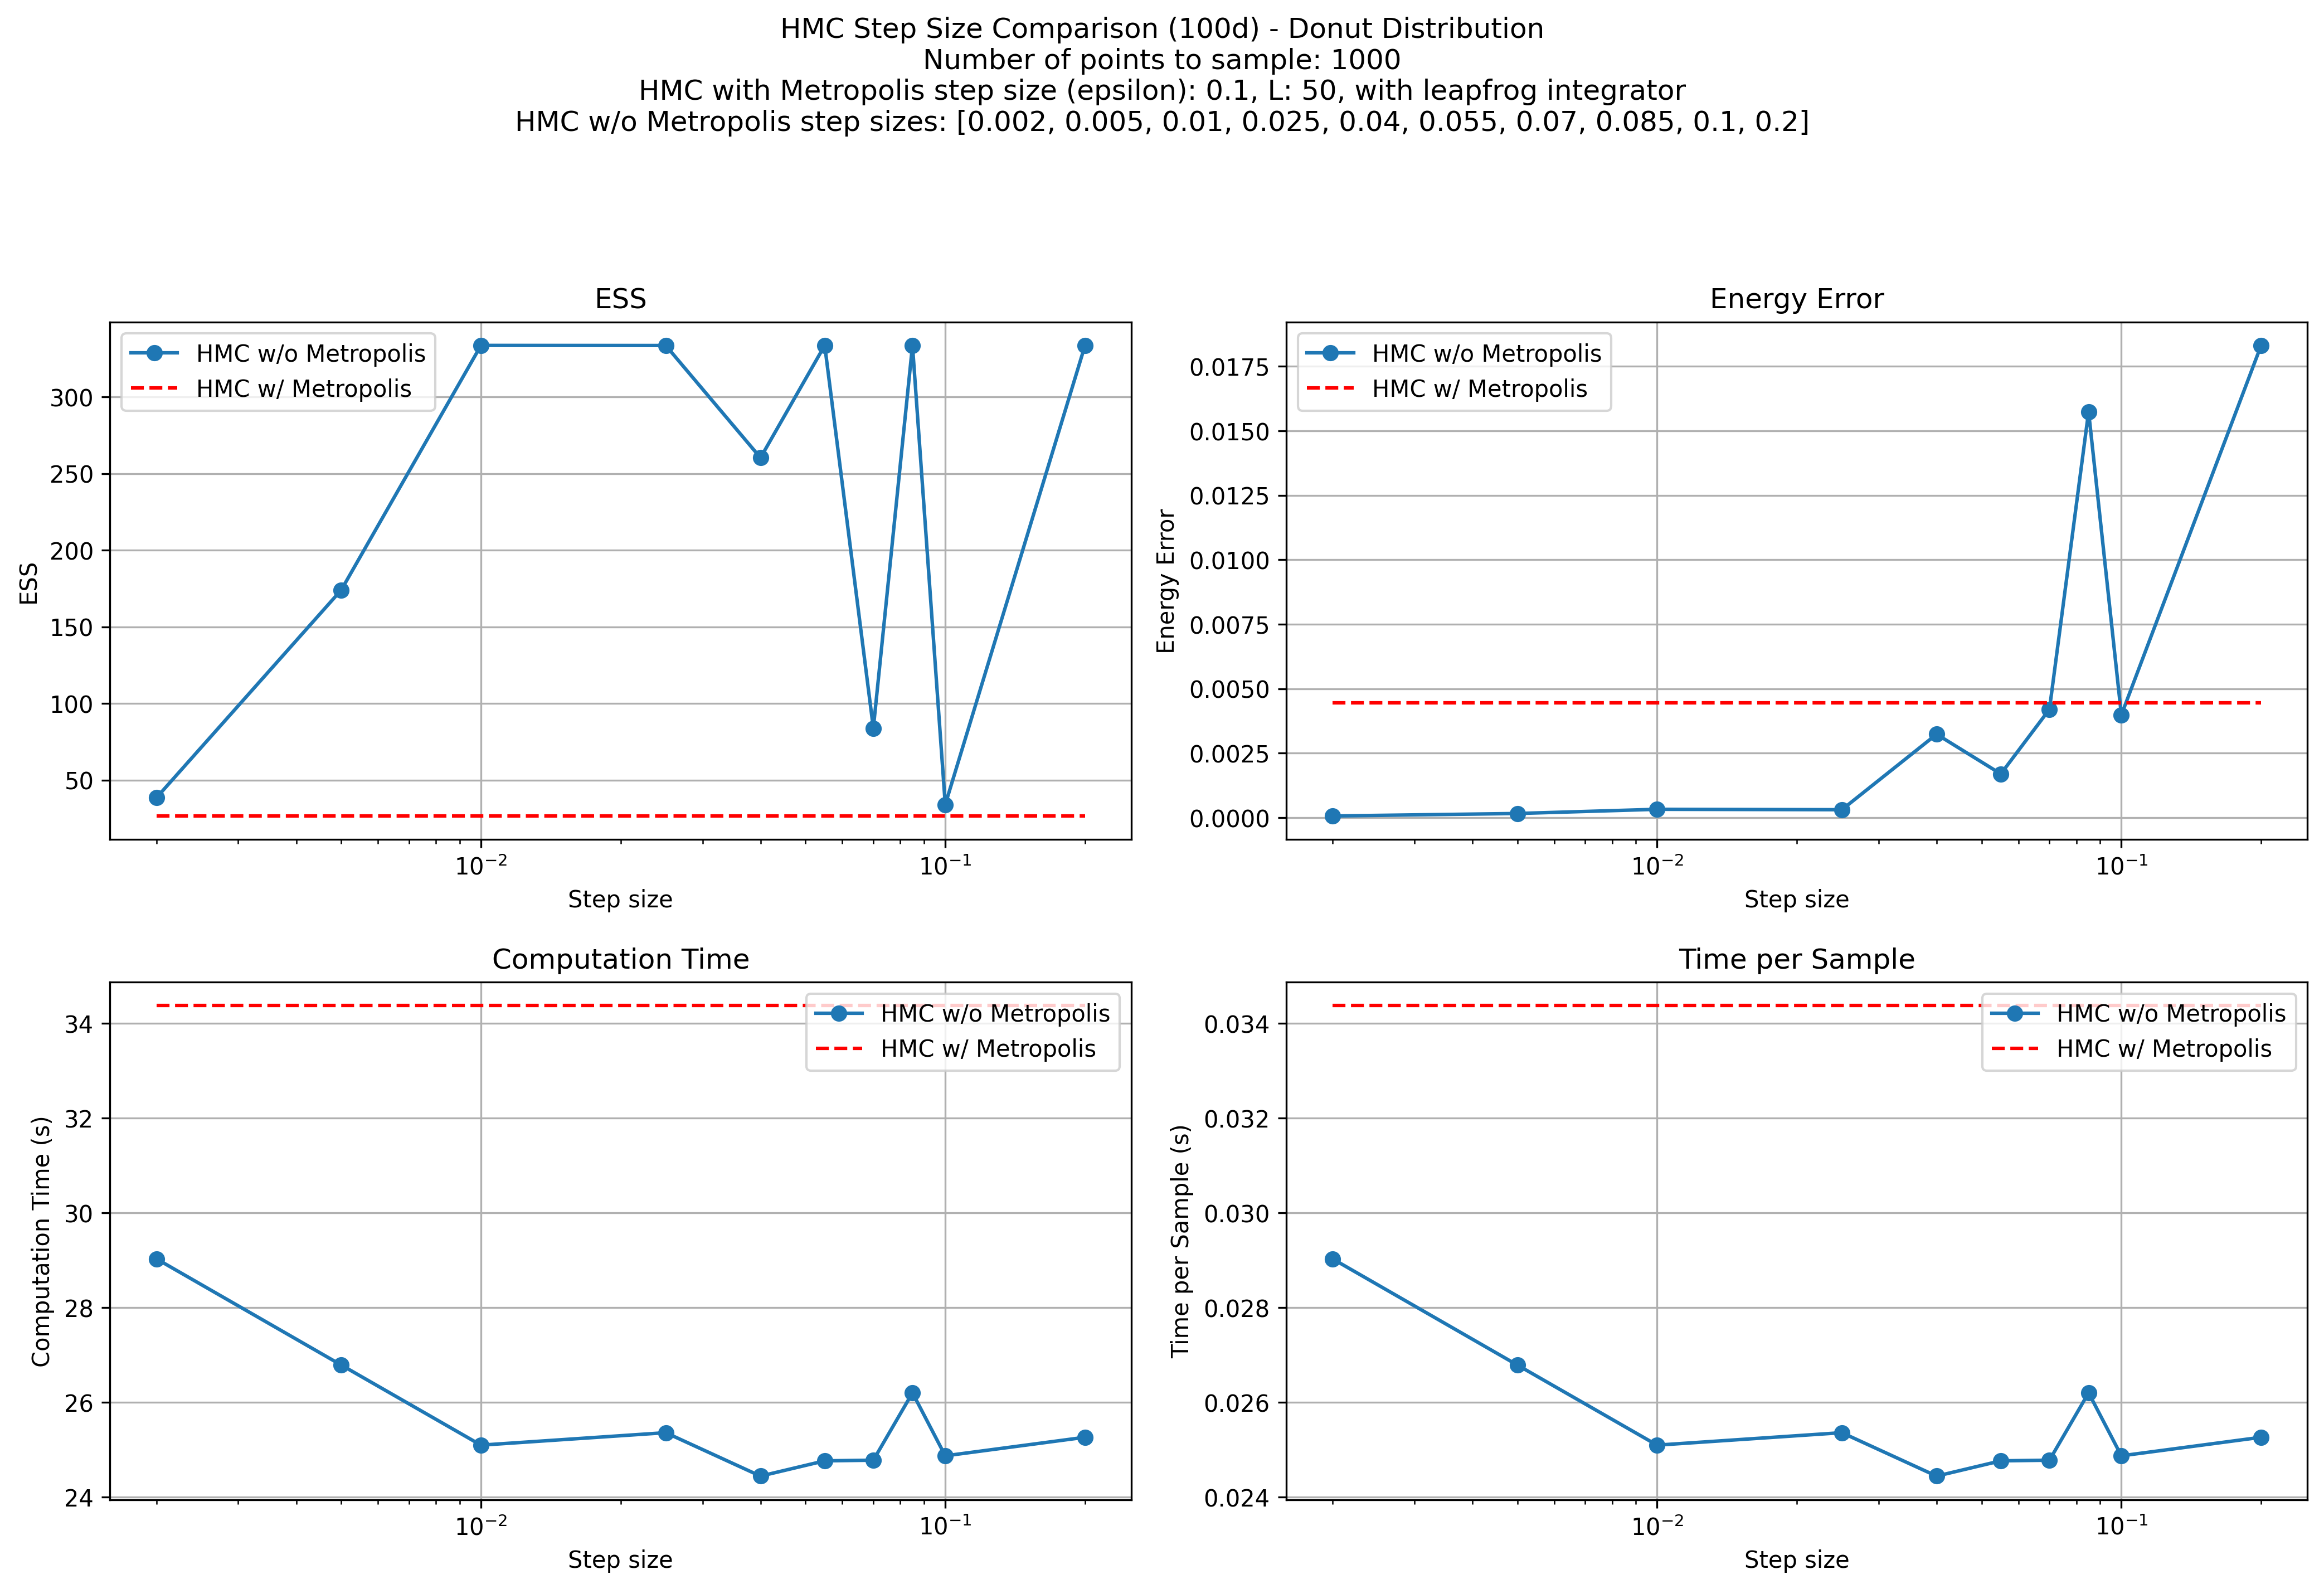 HMC Step Size Comparison (100d) - Donut Distribution
Number of points to sample: 1000
HMC with Metropolis step size (epsilon): 0.1, L: 50, with leapfrog integrator
HMC w/o Metropolis step sizes: [0.002, 0.005, 0.01, 0.025, 0.04, 0.055, 0.07, 0.085, 0.1, 0.2]
ESS
HMC w/o Metropolis
HMC w/ Metropolis
300
250
200
150
100
50
ESS
10⁻²
10⁻¹
Step size
Energy Error
HMC w/o Metropolis
HMC w/ Metropolis
0.0175
0.0150
0.0125
0.0100
0.0075
0.0050
0.0025
0.0000
Energy Error
10⁻²
10⁻¹
Step size
Computation Time
HMC w/o Metropolis
HMC w/ Metropolis
34
32
30
28
26
24
Computation Time (s)
10⁻²
10⁻¹
Step size
Time per Sample
HMC w/o Metropolis
HMC w/ Metropolis
0.034
0.032
0.030
0.028
0.026
0.024
Time per Sample (s)
10⁻²
10⁻¹
Step size